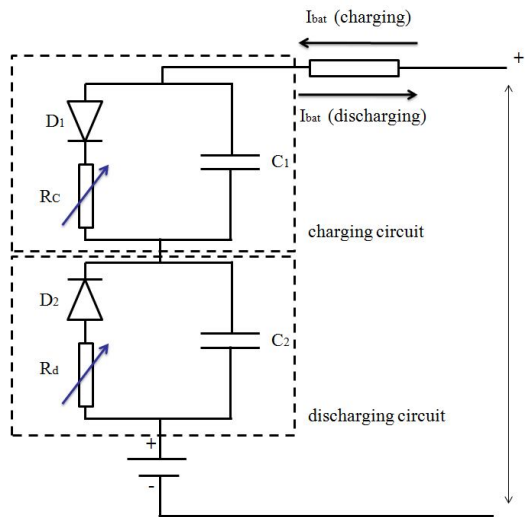 Ibat (charging)
+
Ibat (discharging)
D1
C1
RC
charging circuit
D2
C2
Rd
discharging circuit
+
-